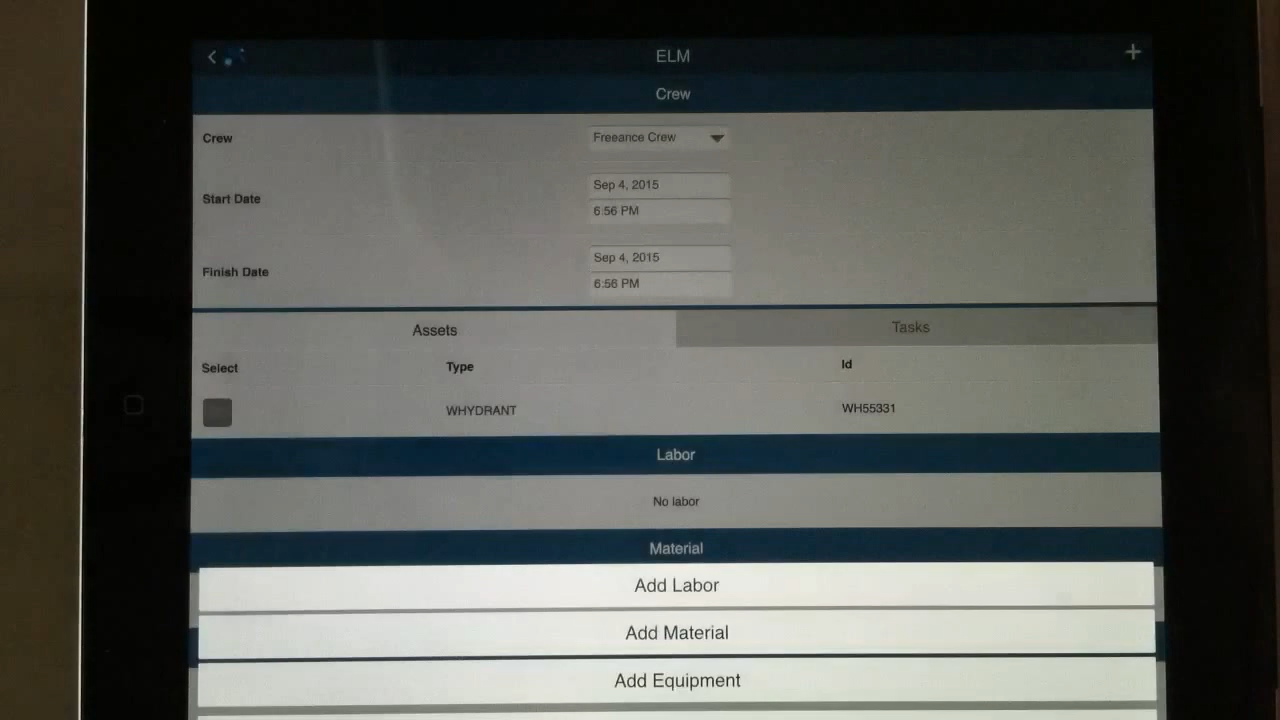 ELM
Crew
Crew Freeance Crew
Start Date
Sep 4, 2015
6:56 PM
Finish Date
Sep 4, 2015
6:56 PM
Assets Tasks
Select Type Id
WHYDRANT WH55331
Labor
No labor
Material
Add Labor
Add Material
Add Equipment